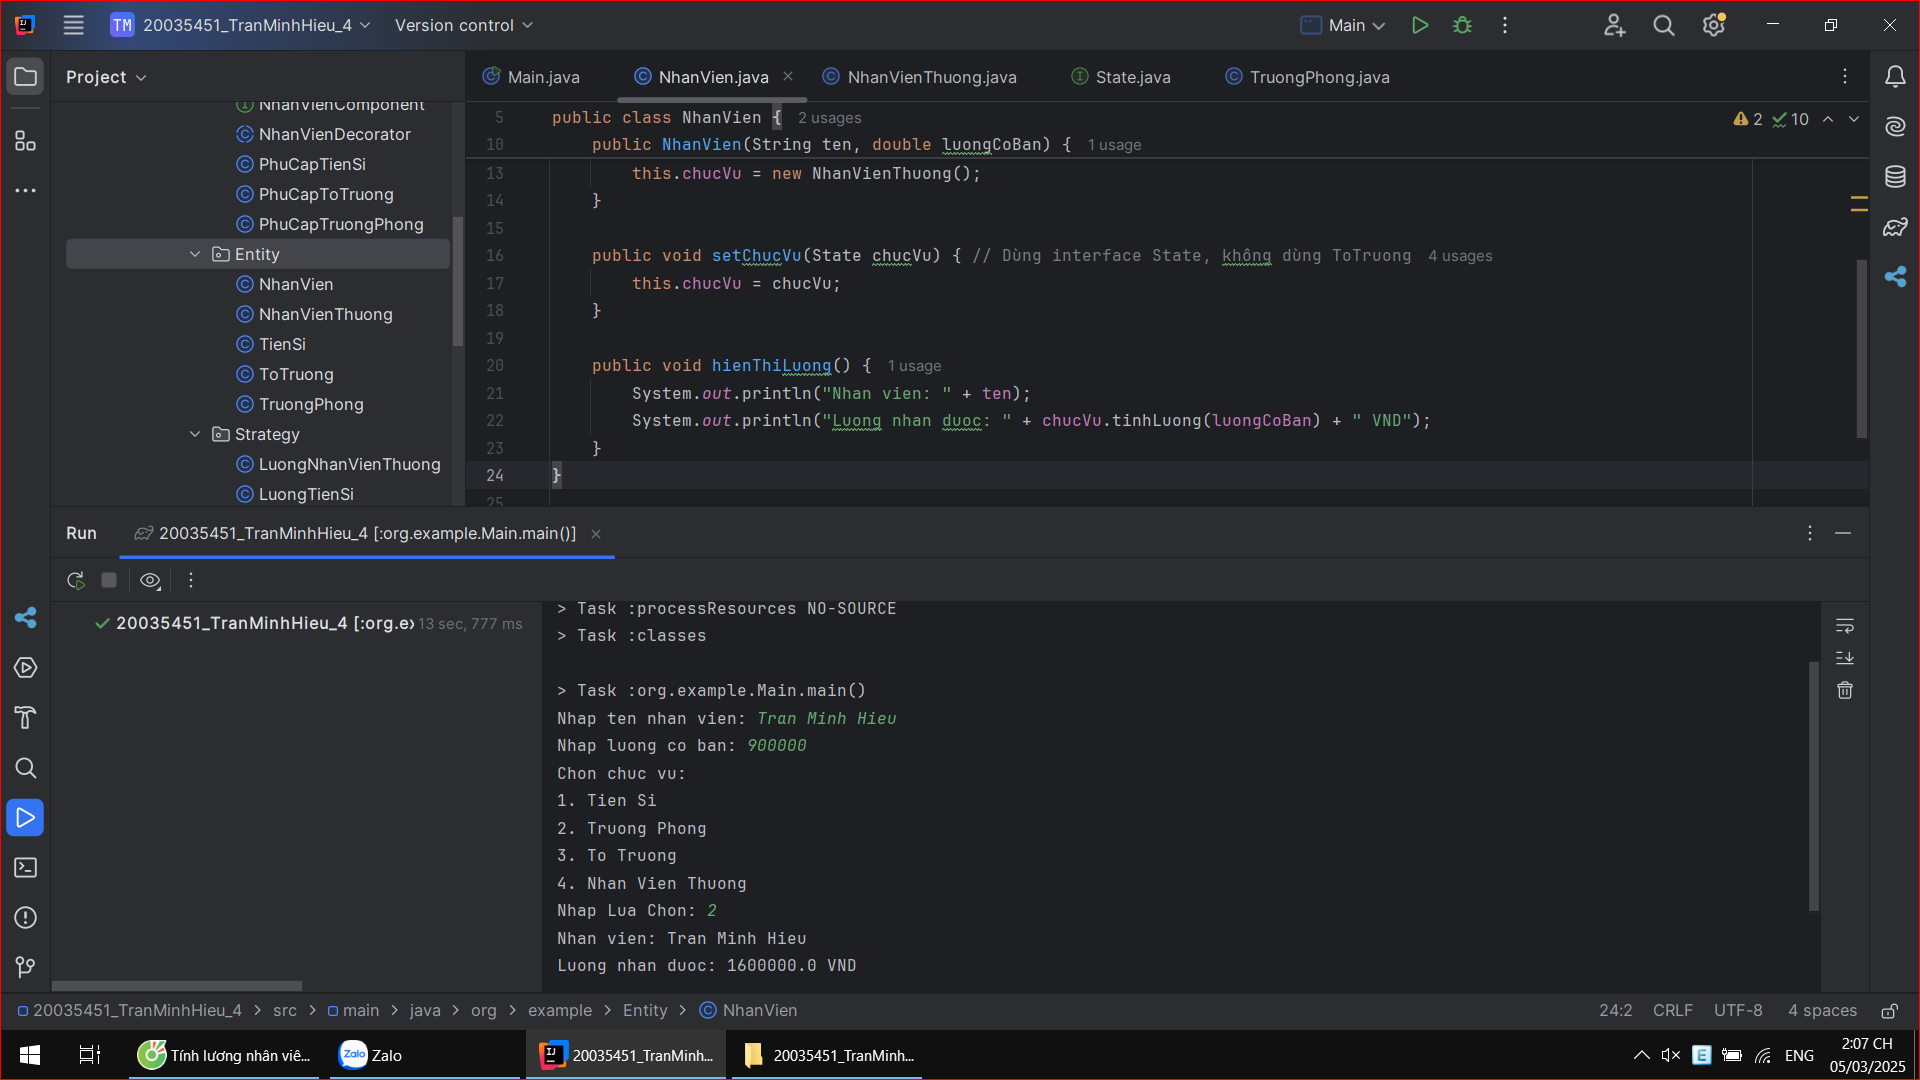 TM 20035451_TranMinhHieu_4 Version control Main
Project
Main.java NhanVien.java NhanVienThuong.java State.java TruongPhong.java
NhanVienComponent
NhanVienDecorator
PhuCapTienSi
PhuCapToTruong
PhuCapTruongPhong
Entity
NhanVien
NhanVienThuong
TienSi
ToTruong
TruongPhong
Strategy
LuongNhanVienThuong
LuongTienSi
5 public class NhanVien { 2 usages
2 10
10 public NhanVien(String ten, double luongCoBan) { 1 usage
13 this.chucVu = new NhanVienThuong();
14 }
15
16 public void setChucVu(State chucVu) { // Dùng interface State, không dùng ToTruong 4 usages
17 this.chucVu = chucVu;
18 }
19
20 public void hienThiLuong() { 1 usage
21 System.out.println("Nhan vien: " + ten);
22 System.out.println("Luong nhan duoc: " + chucVu.tinhLuong(luongCoBan) + " VND");
23 }
24 }
25
Run 20035451_TranMinhHieu_4 [:org.example.Main.main()]
20035451_TranMinhHieu_4 [:org.e 13 sec, 777 ms
> Task :processResources NO-SOURCE
> Task :classes
> Task :org.example.Main.main()
Nhap ten nhan vien: Tran Minh Hieu
Nhap luong co ban: 900000
Chon chuc vu:
1. Tien Si
2. Truong Phong
3. To Truong
4. Nhan Vien Thuong
Nhap Lua Chon: 2
Nhan vien: Tran Minh Hieu
Luong nhan duoc: 1600000.0 VND
20035451_TranMinhHieu_4 > src > main > java > org > example > Entity > NhanVien
24:2 CRLF UTF-8 4 spaces
Tính lương nhân viê... Zalo Zalo 20035451_TranMinh... 20035451_TranMinh...
E ENG 2:07 CH
05/03/2025